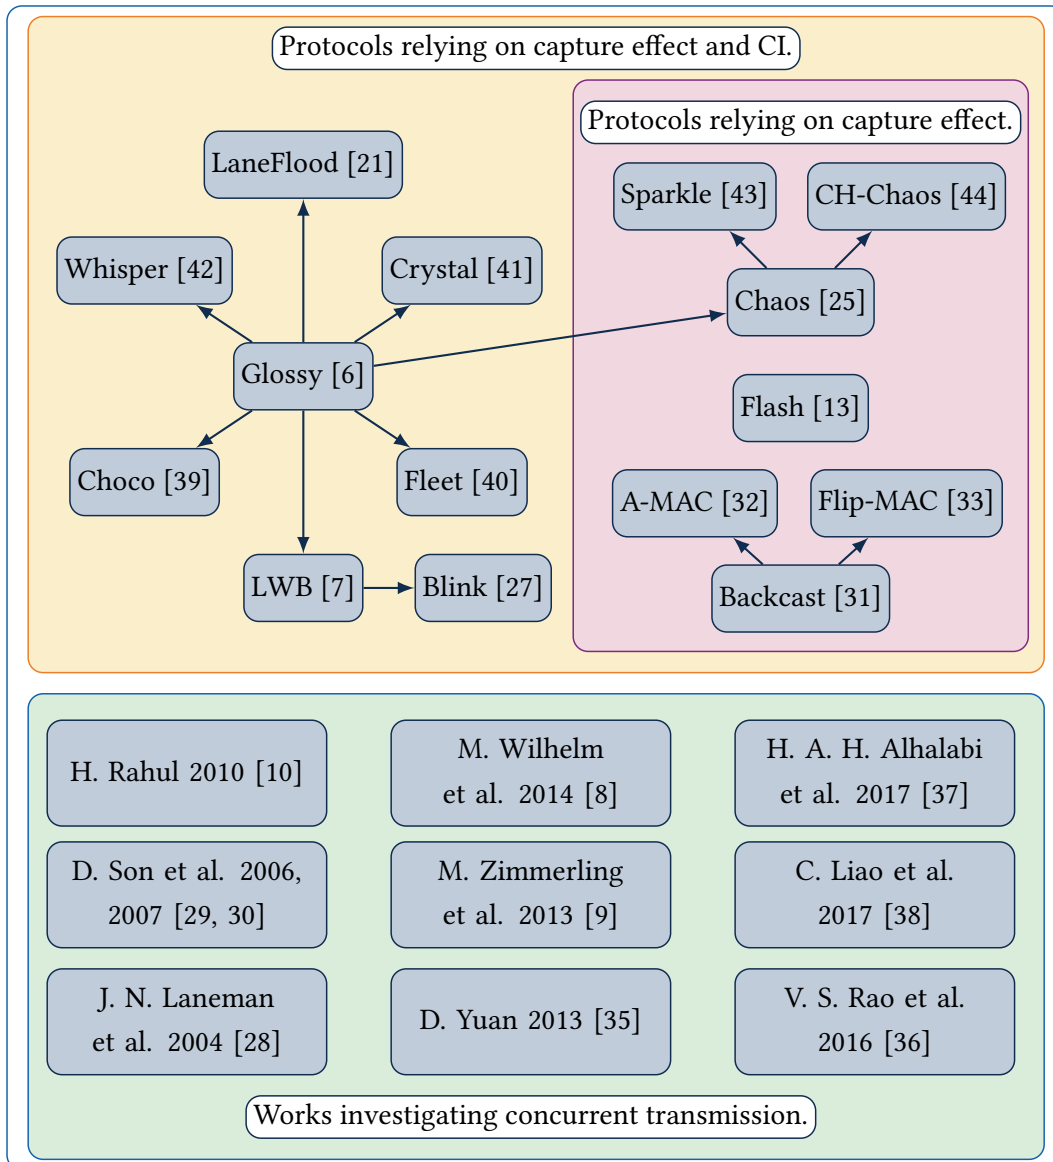 Protocols relying on capture effect and CI.
Protocols relying on capture effect.
LaneFlood [21]
Sparkle [43]
CH-Chaos [44]
Whisper [42]
Crystal [41]
Chaos [25]
Glossy [6]
Flash [13]
Choco [39]
Fleet [40]
A-MAC [32]
Flip-MAC [33]
LWB [7]
Blink [27]
Backcast [31]
H. Rahul 2010 [10]
M. Wilhelm
et al. 2014 [8]
H. A. H. Alhalabi
et al. 2017 [37]
D. Son et al. 2006,
2007 [29, 30]
M. Zimmerling
et al. 2013 [9]
C. Liao et al.
2017 [38]
J. N. Laneman
et al. 2004 [28]
D. Yuan 2013 [35]
V. S. Rao et al.
2016 [36]
Works investigating concurrent transmission.